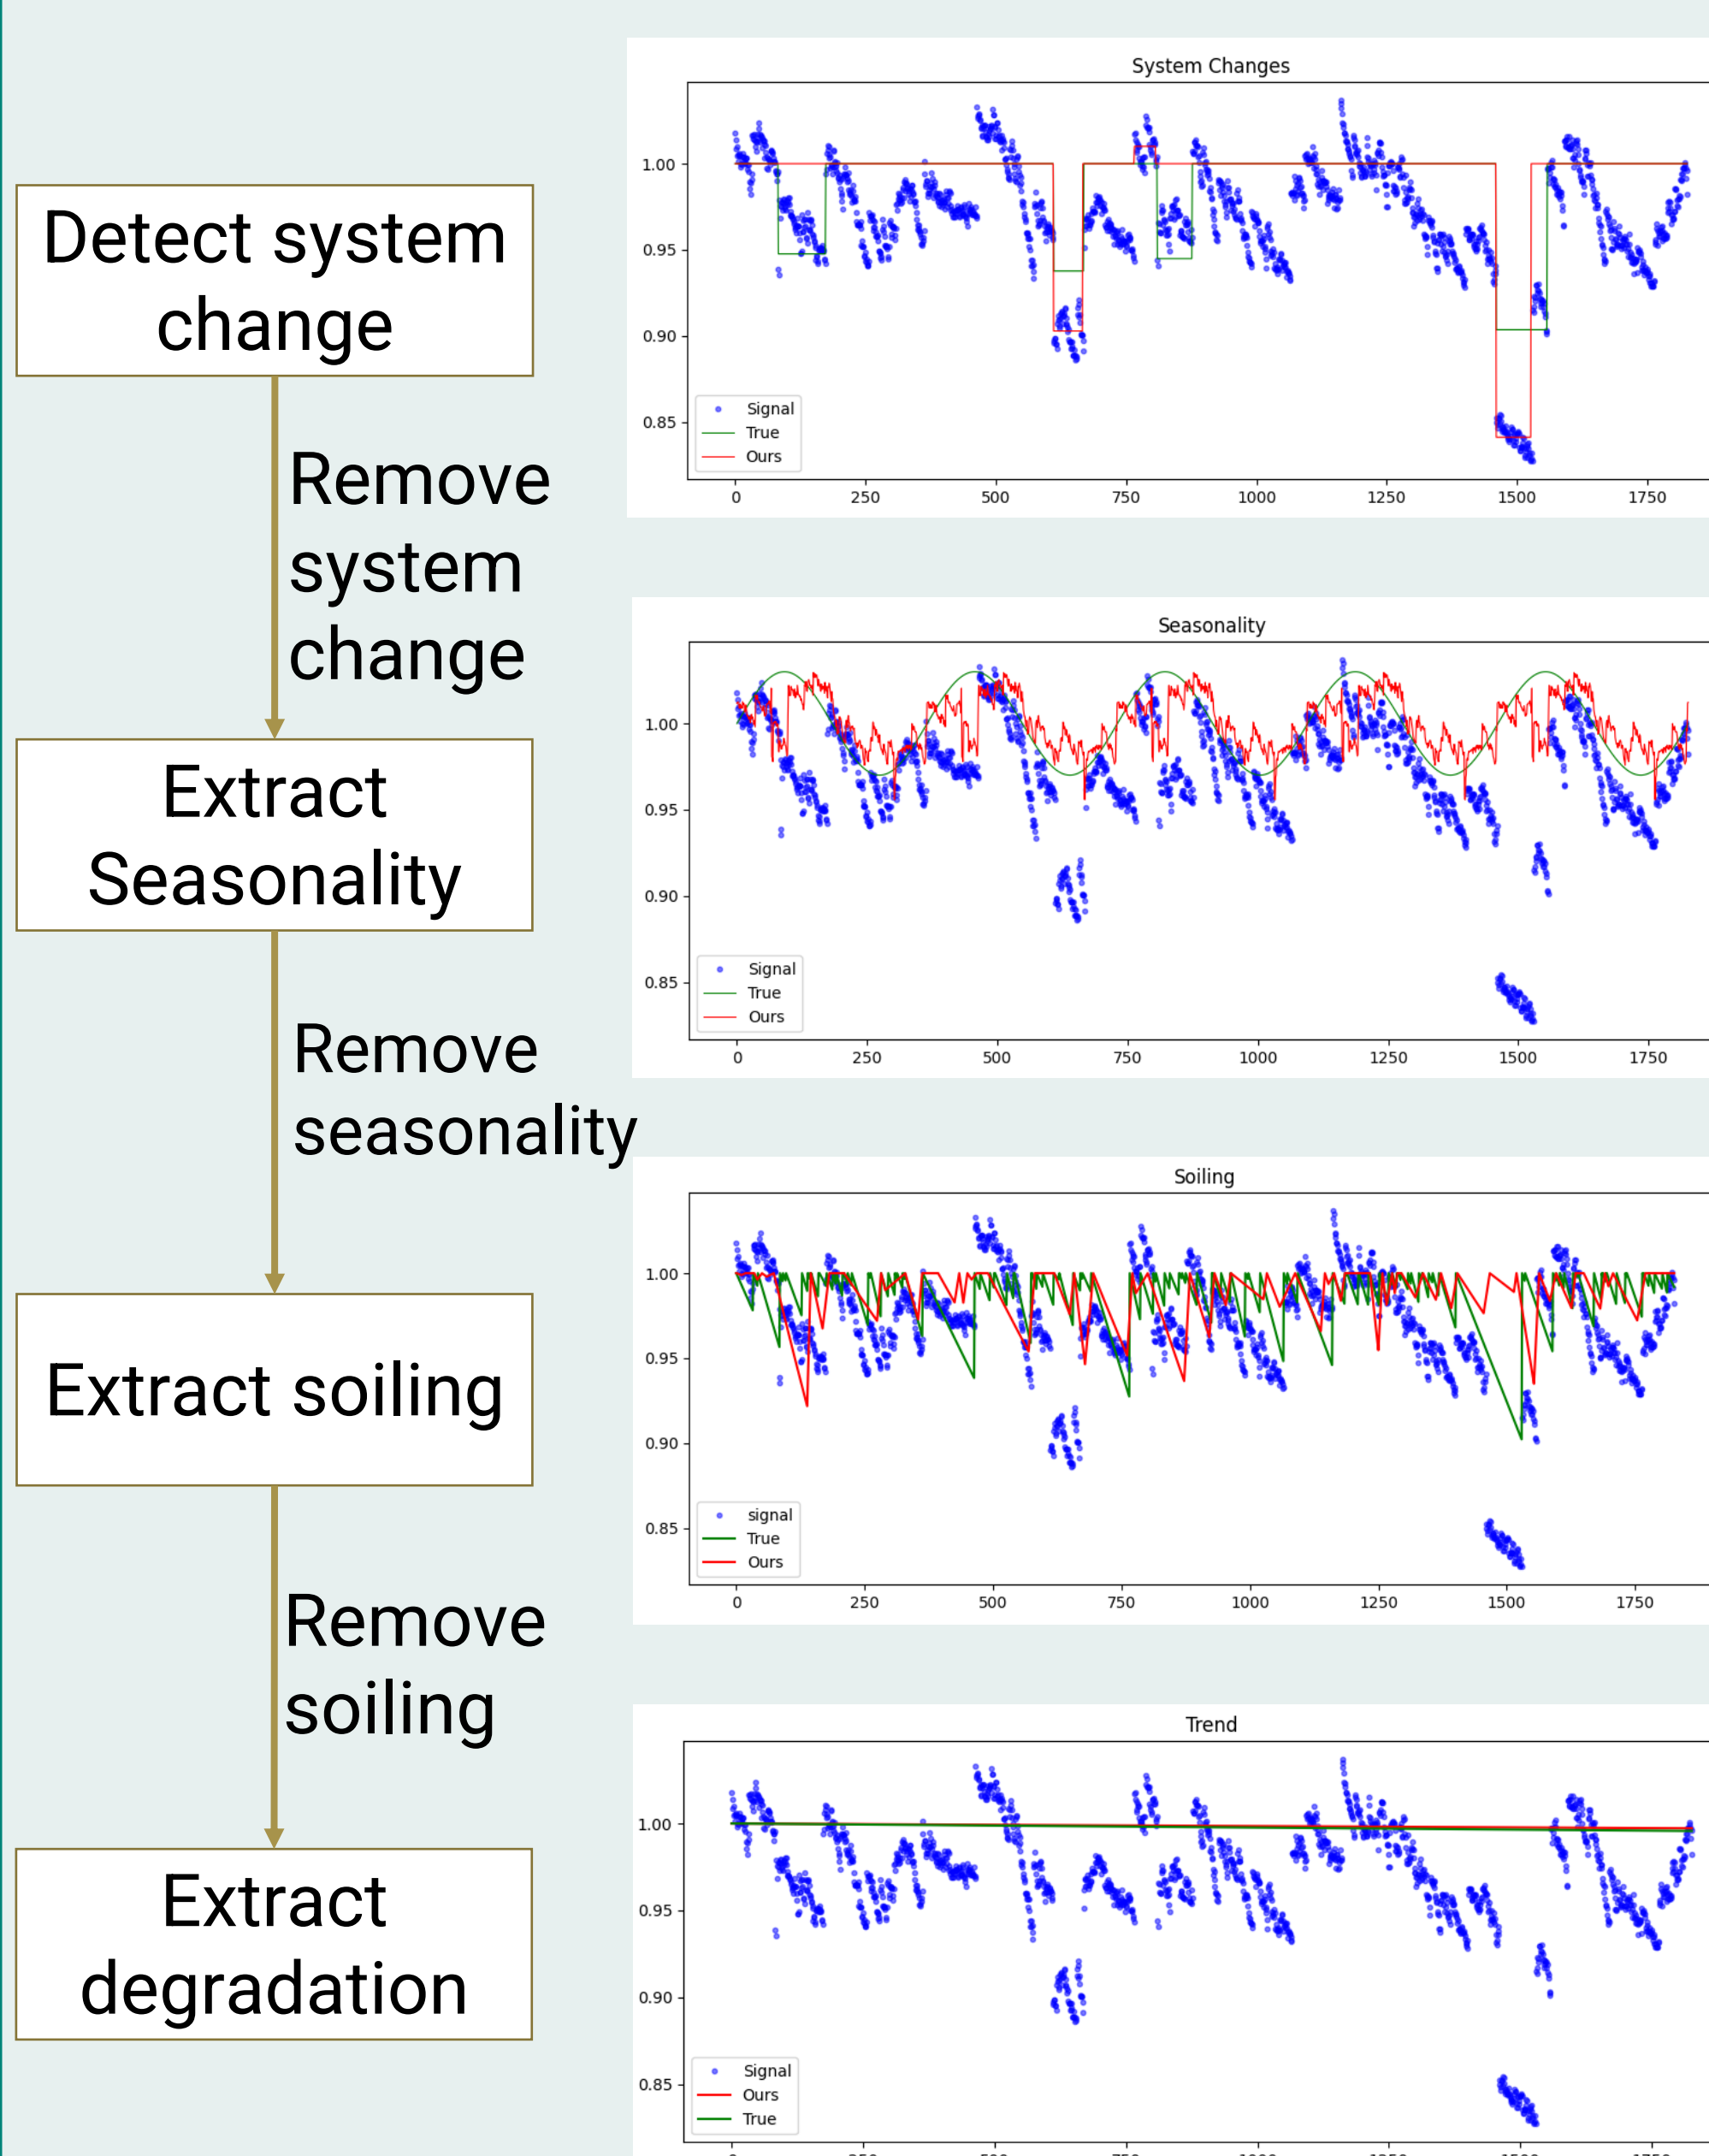 Detect system
change
Remove
system
change
Extract
Seasonality
Remove
seasonality
Extract soiling
Remove
soiling
Extract
degradation
System Changes
1.00
0.95
0.90
0.85
Signal
True
Ours
0 250 500 750 1000 1250 1500 1750
Seasonality
1.00
0.95
0.90
0.85
Signal
True
Ours
0 250 500 750 1000 1250 1500 1750
Soiling
1.00
0.95
0.90
0.85
signal
True
Ours
0 250 500 750 1000 1250 1500 1750
Trend
1.00
0.95
0.90
0.85
Signal
Ours
True